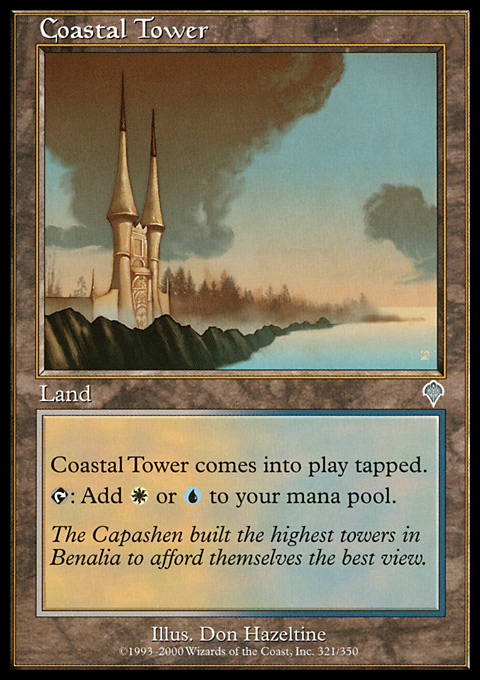 Coastal Tower
Land
Coastal Tower comes into play tapped.
: Add or to your mana pool.
The Capashen built the highest towers in
Benalia to afford themselves the best view.
Illus. Don Hazeltine
©1993-2000 Wizards of the Coast, Inc. 321/350